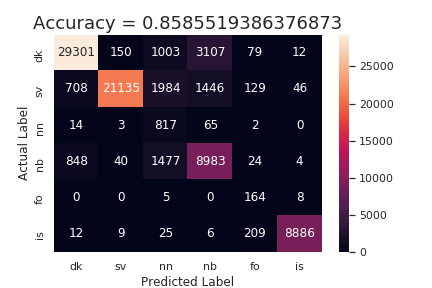 Accuracy = 0.8585519386376873
dk 29301 150 1003 3107 79 12
sv 708 21135 1984 1446 129 46
nn 14 3 817 65 2 0
nb 848 40 1477 8983 24 4
fo 0 0 5 0 164 8
is 12 9 25 6 209 8886
dk sv nn nb fo is
Actual Label
Predicted Label
25000
20000
15000
10000
5000
0